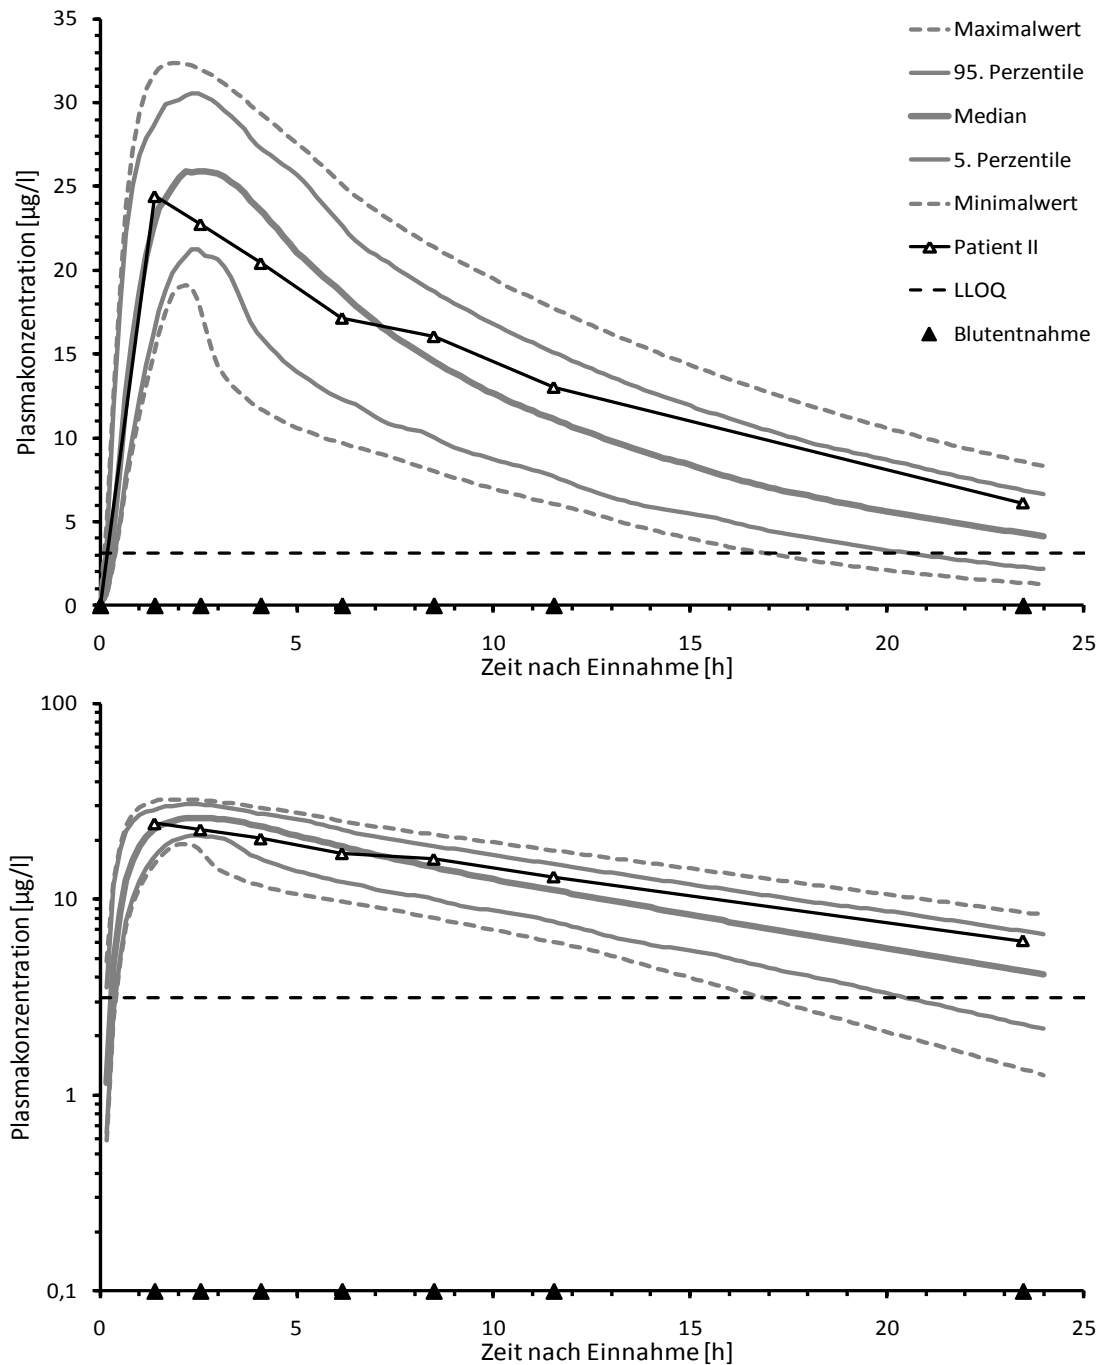 35
30
25
20
15
10
5
0
Plasmakonzentration [µg/l]
Maximalwert
95. Perzentile
Median
5. Perzentile
Minimalwert
Patient II
LLOQ
Blutentnahme
0 5 10 15 20 25
Zeit nach Einnahme [h]
100
10
1
0,1
Plasmakonzentration [µg/l]
0 5 10 15 20 25
Zeit nach Einnahme [h]